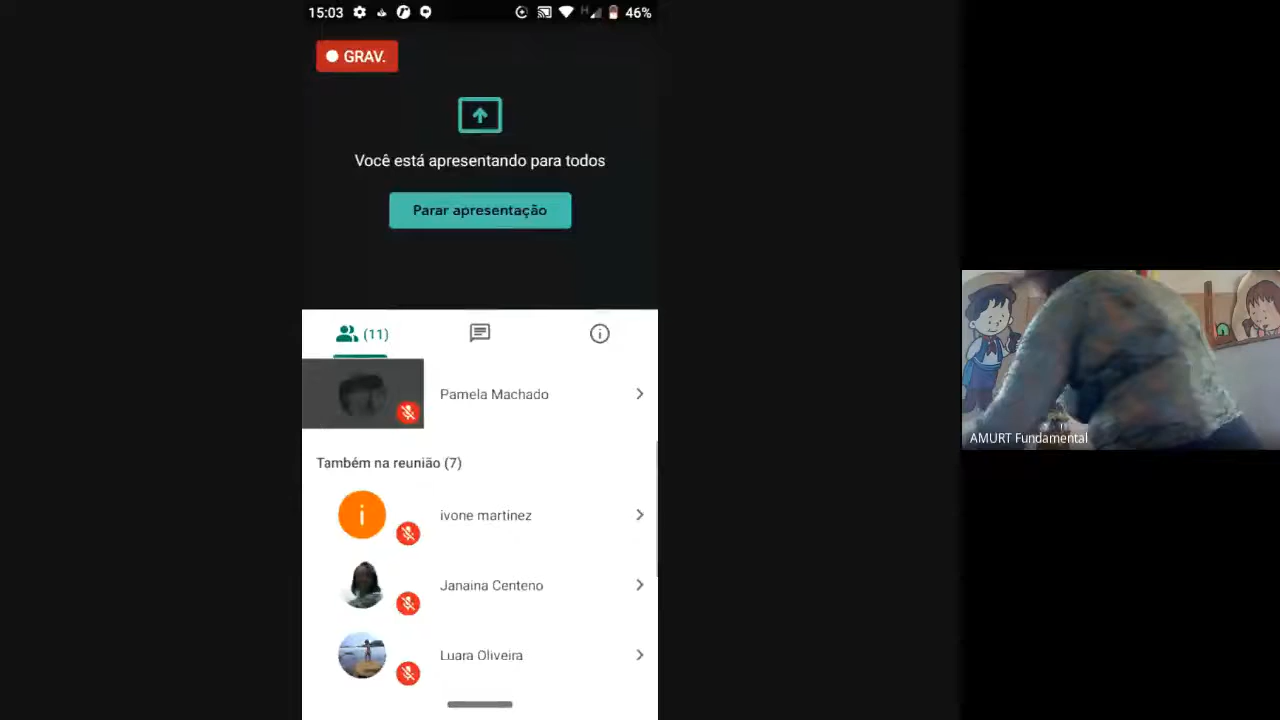 15:03 46%
GRAV.
Você está apresentando para todos
Parar apresentação
(11)
Pamela Machado
Também na reunião (7)
i ivone martinez
Janaina Centeno
Luara Oliveira
AMURT Fundamental